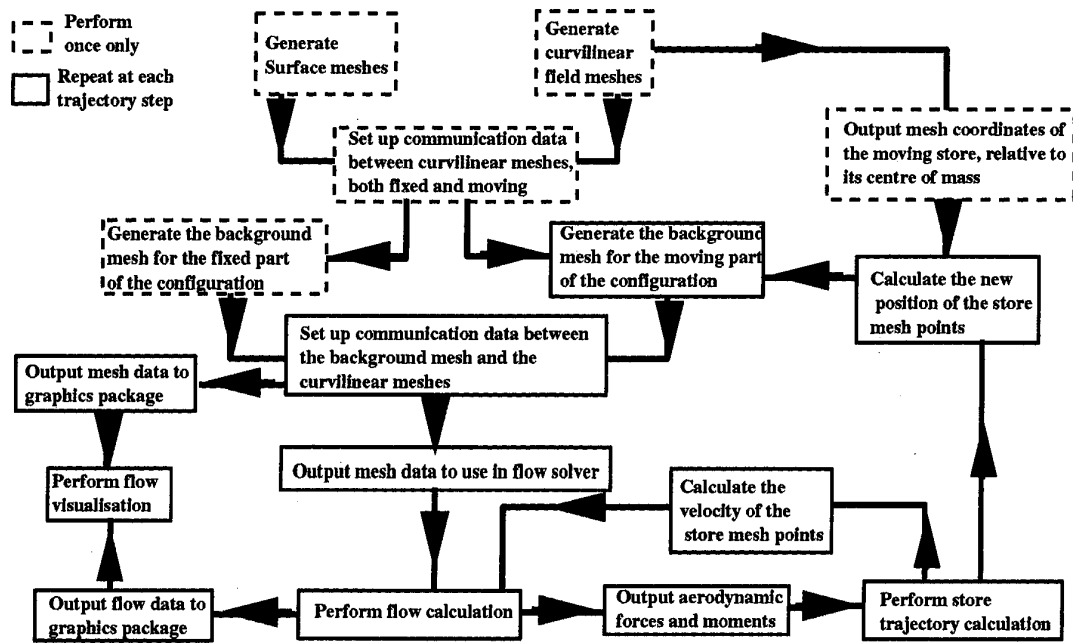 Perform
once only
Repeat at each
trajectory step
Generate
Surface meshes
Generate
curvilinear
field meshes
Set up communication data
between curvilinear meshes,
both fixed and moving
Output mesh coordinates of
the moving store, relative to
its centre of mass
Generate the background
mesh for the fixed part
of the configuration
Generate the background
mesh for the moving part
of the configuration
Calculate the new
position of the store
mesh points
Set up communication data between
the background mesh and the
curvilinear meshes
Output mesh data to
graphics package
Output mesh data to use in flow solver
Perform flow
visualisation
Calculate the
velocity of the
store mesh points
Output flow data to
graphics package
Perform flow calculation
Output aerodynamic
forces and moments
Perform store
trajectory calculation